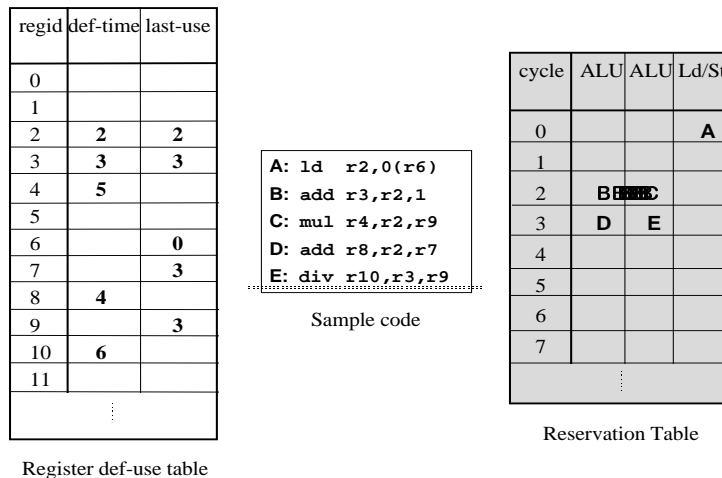 regid def-time last-use
0
1
2 2 2
3 3 3
4 5
5
6 0
7 3
8 4
9 3
10 6
11
Register def-use table
A: ld r2,0(r6)
B: add r3,r2,1
C: mul r4,r2,r9
D: add r8,r2,r7
E: div r10,r3,r9
Sample code
cycle ALU ALU Ld/St
0 A
1
2 B C
3 D E
4
5
6
7
Reservation Table